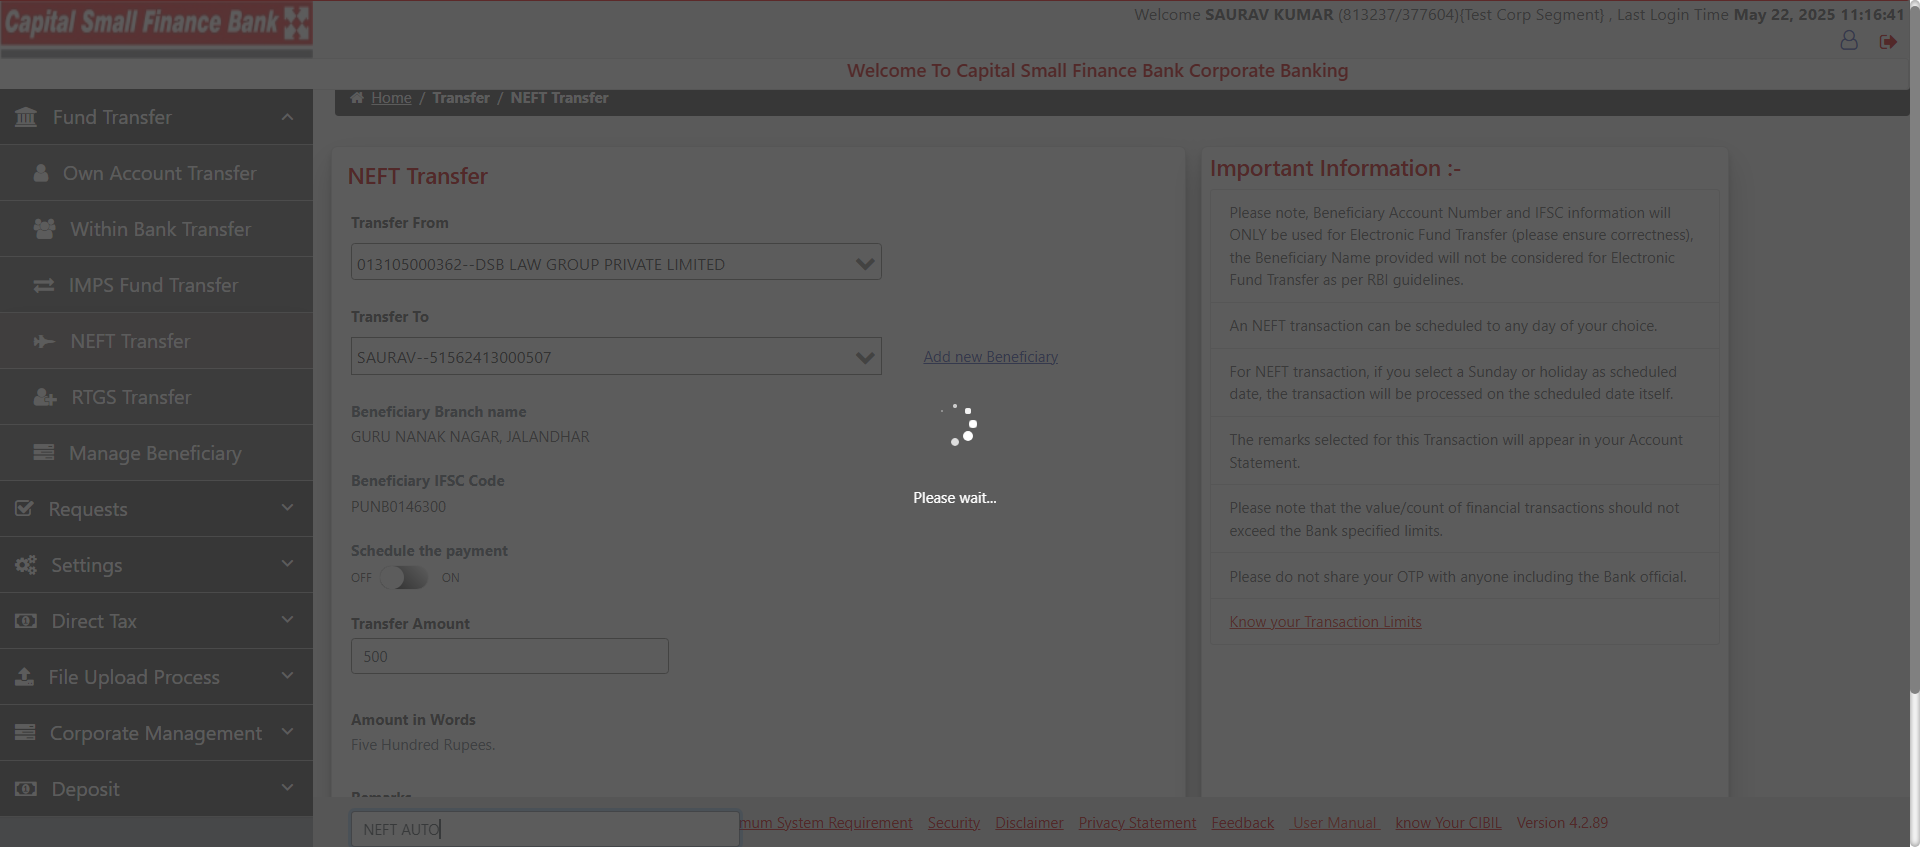 Capital Small Finance Bank
Welcome SAURAV KUMAR (813237/377604)(Test Corp Segment) , Last Login Time May 22, 2025 11:16:41
Welcome To Capital Small Finance Bank Corporate Banking
Home / Transfer / NEFT Transfer
Fund Transfer
Own Account Transfer
Within Bank Transfer
IMPS Fund Transfer
NEFT Transfer
RTGS Transfer
Manage Beneficiary
Requests
Settings
Direct Tax
File Upload Process
Corporate Management
Deposit
NEFT Transfer
Transfer From
013105000362--DSB LAW GROUP PRIVATE LIMITED
Transfer To
SAURAV--51562413000507
Add new Beneficiary
Beneficiary Branch name
GURU NANAK NAGAR, JALANDHAR
Beneficiary IFSC Code
PUNB0146300
Schedule the payment
OFF ON
Transfer Amount
500
Amount in Words
Five Hundred Rupees.
Remarks
NEFT AUTO
Please wait...
Important Information :-
Please note, Beneficiary Account Number and IFSC information will
ONLY be used for Electronic Fund Transfer (please ensure correctness),
the Beneficiary Name provided will not be considered for Electronic
Fund Transfer as per RBI guidelines.
An NEFT transaction can be scheduled to any day of your choice.
For NEFT transaction, if you select a Sunday or holiday as scheduled
date, the transaction will be processed on the scheduled date itself.
The remarks selected for this Transaction will appear in your Account
Statement.
Please note that the value/count of financial transactions should not
exceed the Bank specified limits.
Please do not share your OTP with anyone including the Bank official.
Know your Transaction Limits
mum System Requirement Security Disclaimer Privacy Statement Feedback User Manual know Your CIBIL Version 4.2.89